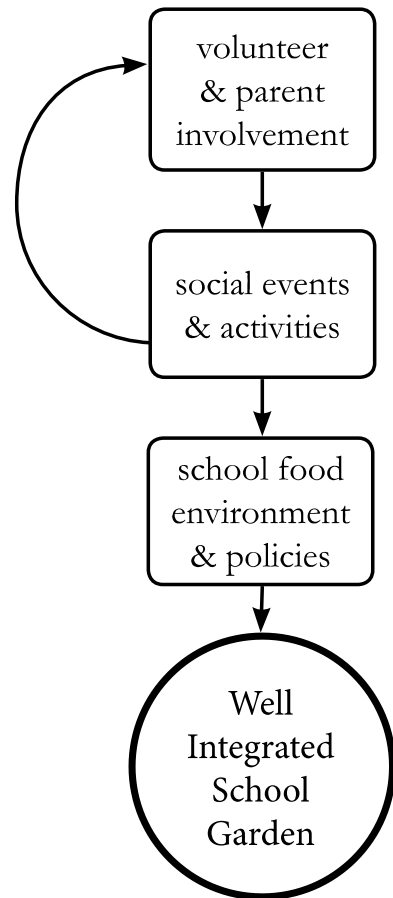 volunteer
& parent
involvement
social events
& activities
school food
environment
& policies
Well
Integrated
School
Garden